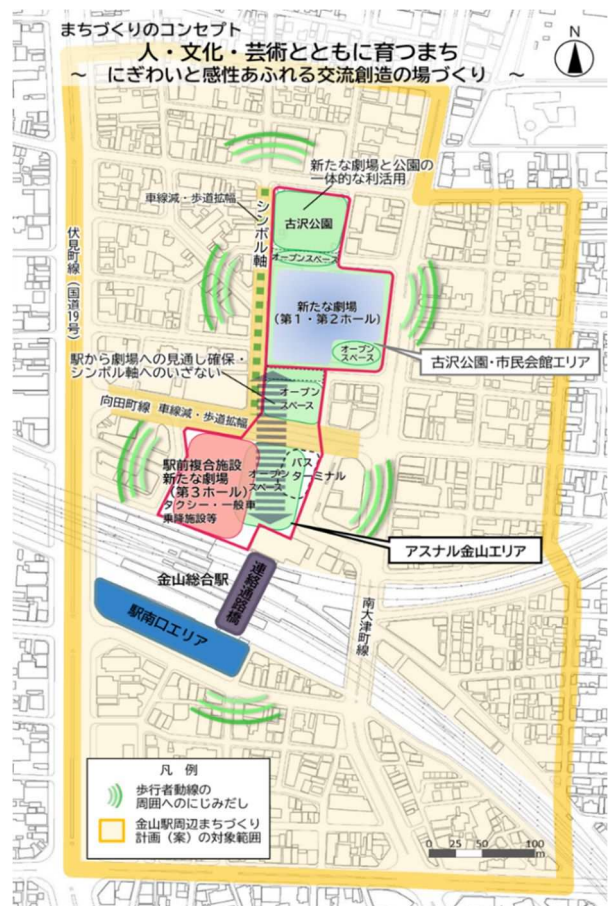 まちづくりのコンセプト
人・文化・芸術とともに育つまち
～ にぎわいと感性あふれる交流創造の場づくり ～
N
新たな劇場と公園の
一体的な利活用
車線減・歩道拡幅
シンボル軸
古沢公園
オープンスペース
伏見町線（国道19号）
新たな劇場
（第１・第２ホール）
オープン
スペース
古沢公園・市民会館エリア
駅から劇場への見通し確保・
シンボル軸へのいざない
オープン
スペース
向田町線 車線減・歩道拡幅
駅前複合施設
新たな劇場
（第３ホール）
タクシー・一般車
乗降施設等
オープン
スペース
バス
ターミナル
アスナル金山エリア
金山総合駅
連絡通路橋
駅南口エリア
南大津町線
凡 例
歩行者動線の
周囲へのにじみだし
金山駅周辺まちづくり
計画（案）の対象範囲
0 25 50 100
m